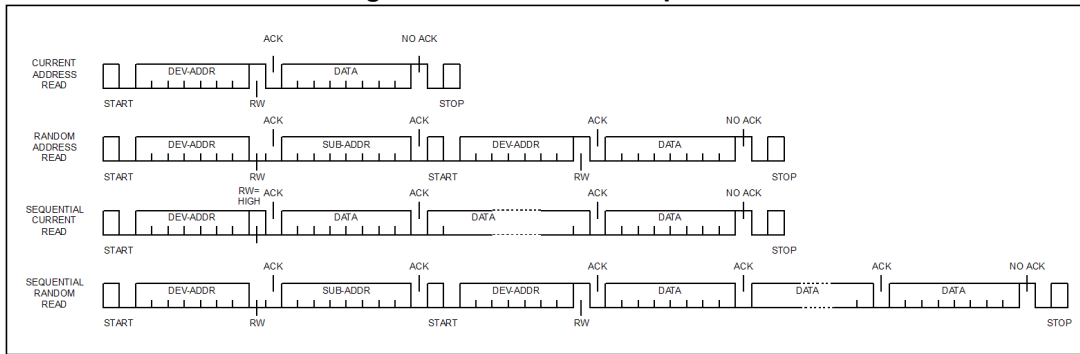 ACK NO ACK
CURRENT
ADDRESS
READ
DEV-ADDR DATA
START RW STOP
ACK ACK ACK NO ACK
RANDOM
ADDRESS
READ
DEV-ADDR SUB-ADDR DEV-ADDR DATA
START RW START RW STOP
RW=
HIGH
ACK ACK ACK NO ACK
SEQUENTIAL
CURRENT
READ
DEV-ADDR DATA DATA DATA
START STOP
ACK ACK ACK ACK ACK NO ACK
SEQUENTIAL
RANDOM
READ
DEV-ADDR SUB-ADDR DEV-ADDR DATA DATA DATA
START RW START RW STOP